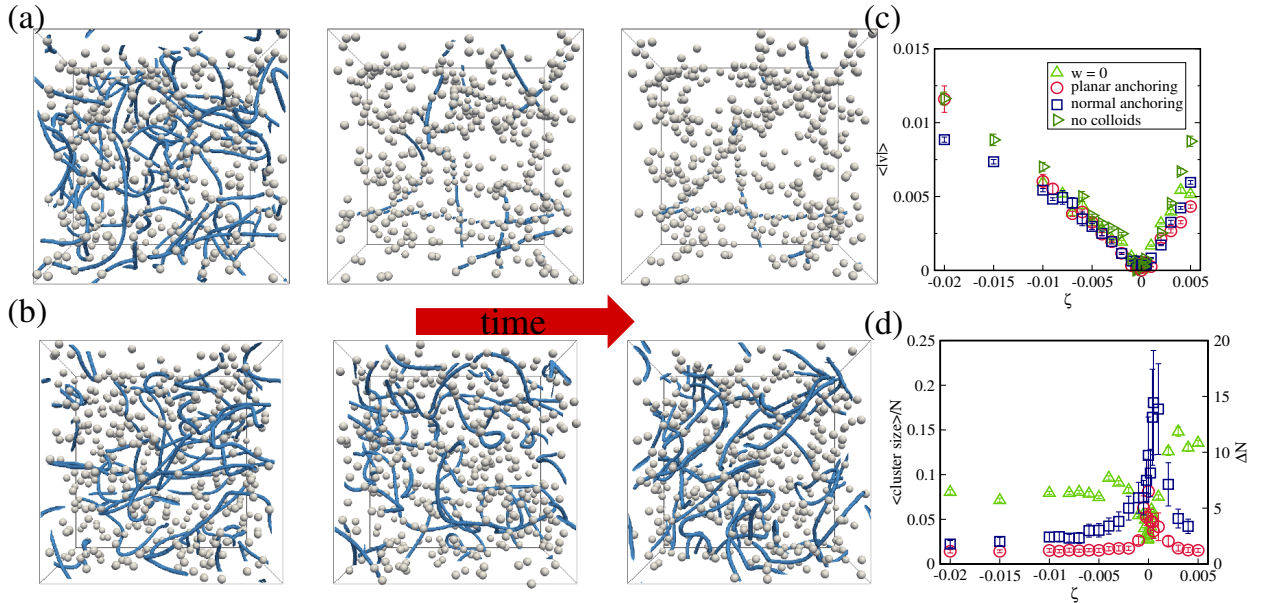 (a)
(b)
time
(c)
<|v|>
0.015
0.01
0.005
0
-0.02
-0.015
-0.01
-0.005
0
0.005
ζ
w = 0
planar anchoring
normal anchoring
no colloids
(d)
<cluster size>/N
0.25
0.2
0.15
0.1
0.05
0
20
15
10
5
0
ΔN
-0.02
-0.015
-0.01
-0.005
0
0.005
ζ